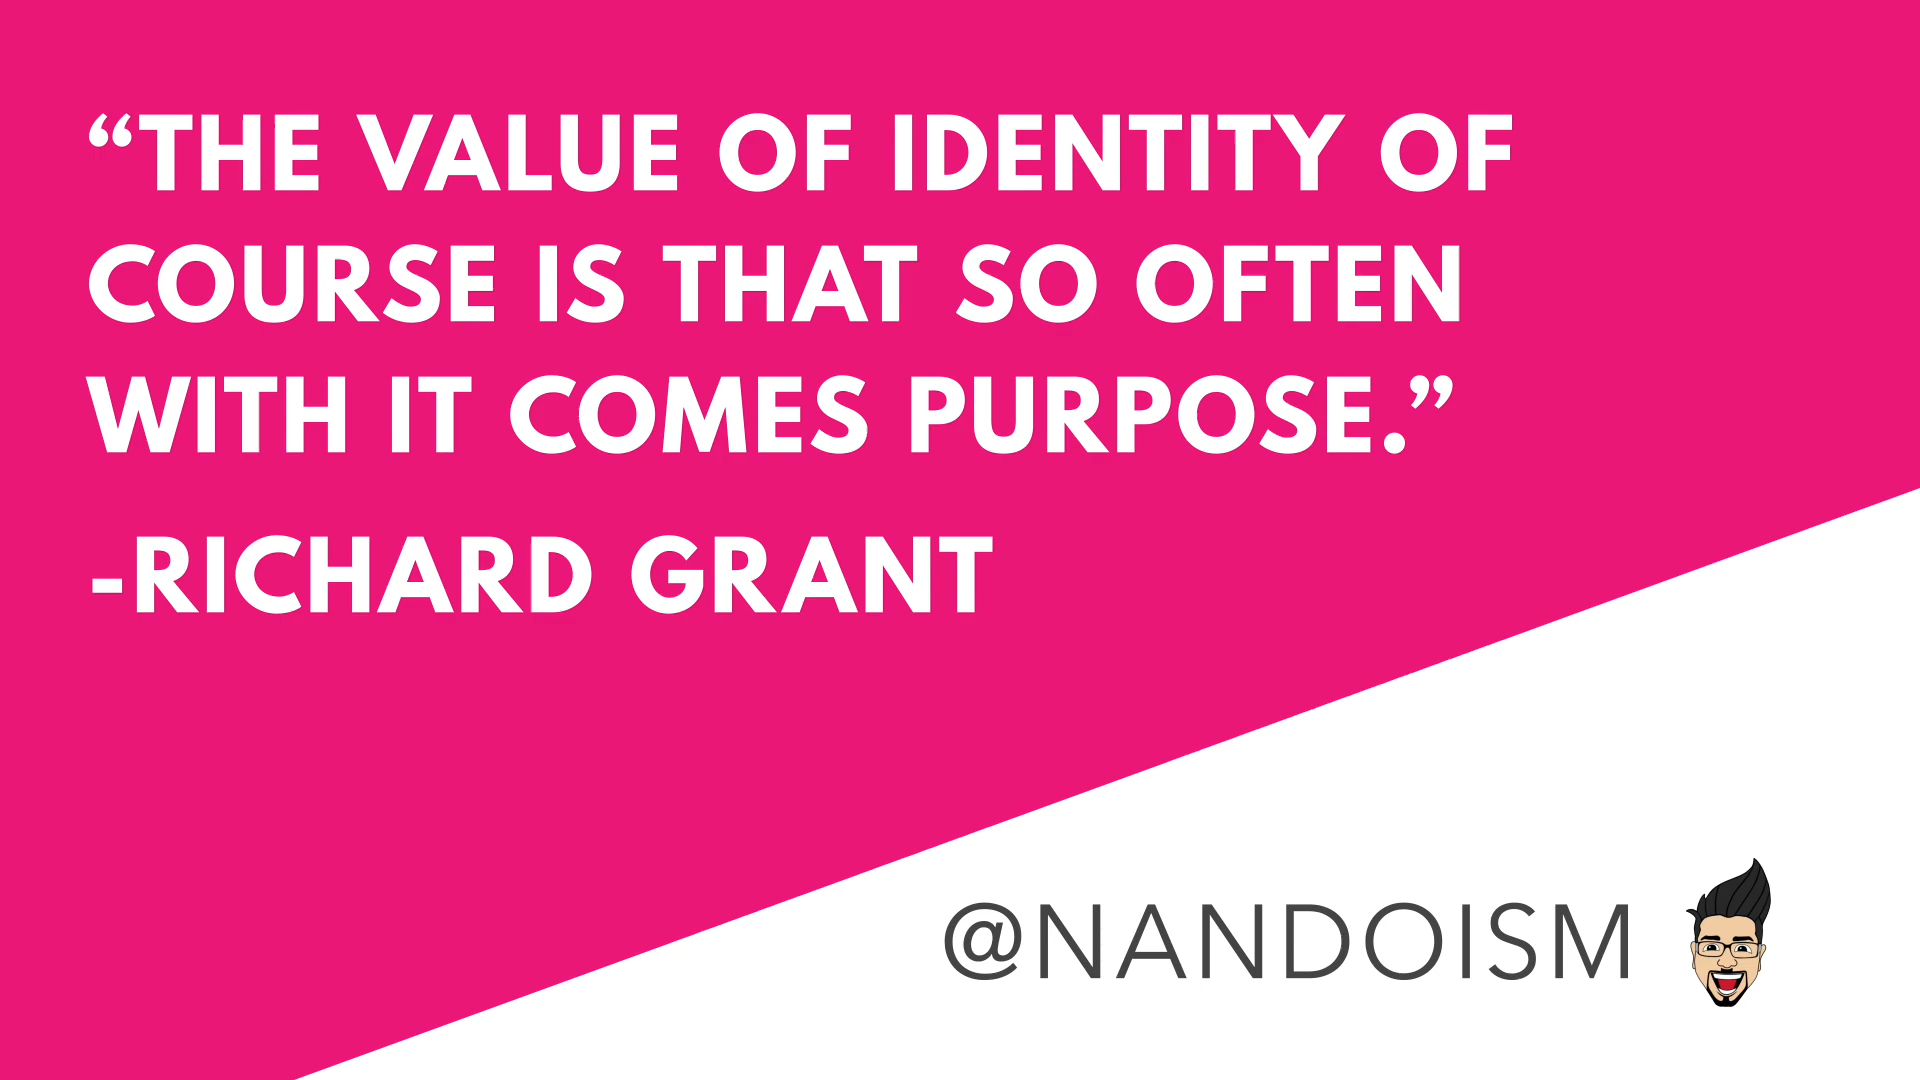 “THE VALUE OF IDENTITY OF
COURSE IS THAT SO OFTEN
WITH IT COMES PURPOSE.”
-RICHARD GRANT
@NANDOISM